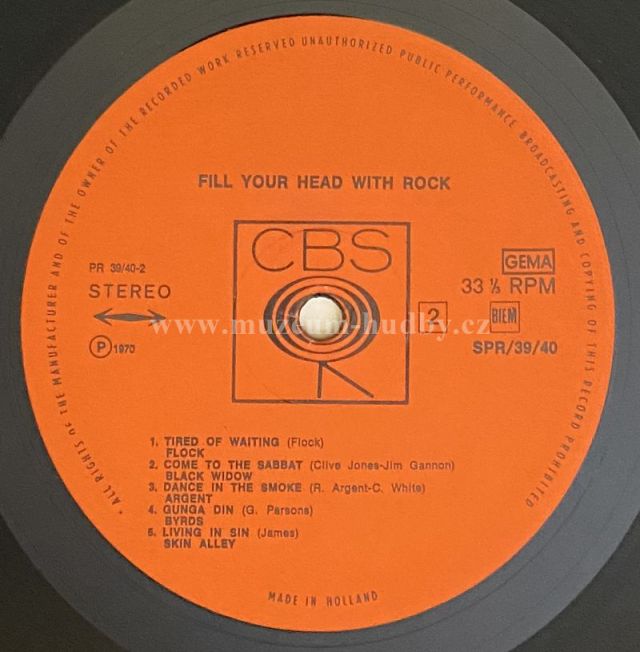 • ALL RIGHTS OF THE MANUFACTURER AND OF THE OWNER OF THE RECORDED WORK RESERVED UNAUTHORIZED PUBLIC PERFORMANCE BROADCASTING AND COPYING OF THIS RECORD PROHIBITED •
FILL YOUR HEAD WITH ROCK
CBS
PR 39/40-2
STEREO
Ⓟ1970
GEMA
33 ⅓ RPM
2 BIEM
SPR/39/40
www.muzeum-hudby.cz
1. TIRED OF WAITING (Flock)
FLOCK
2. COME TO THE SABBAT (Clive Jones-Jim Gannon)
BLACK WIDOW
3. DANCE IN THE SMOKE (R. Argent-C. White)
ARGENT
4. GUNGA DIN (G. Parsons)
BYRDS
5. LIVING IN SIN (James)
SKIN ALLEY
MADE IN HOLLAND